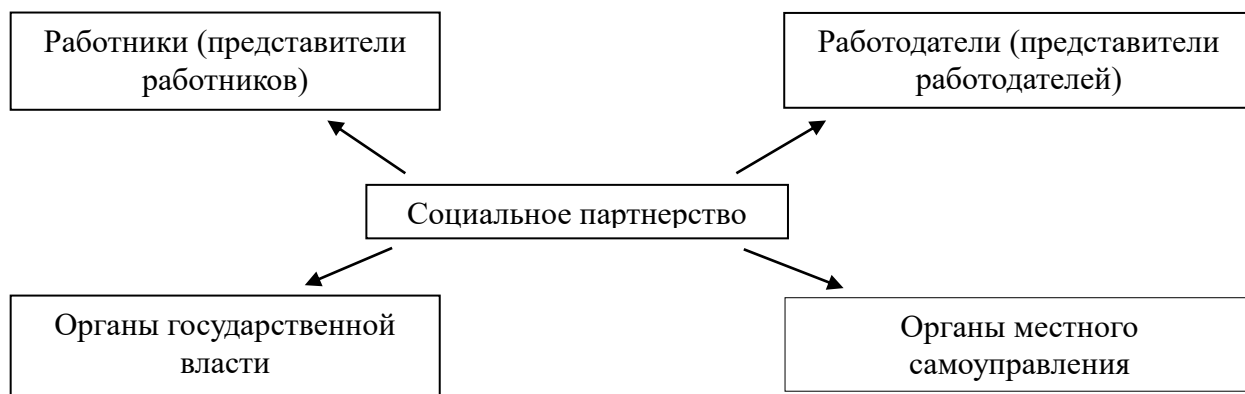 Работники (представители
работников)
Работодатели (представители
работодателей)
Социальное партнерство
Органы государственной
власти
Органы местного
самоуправления